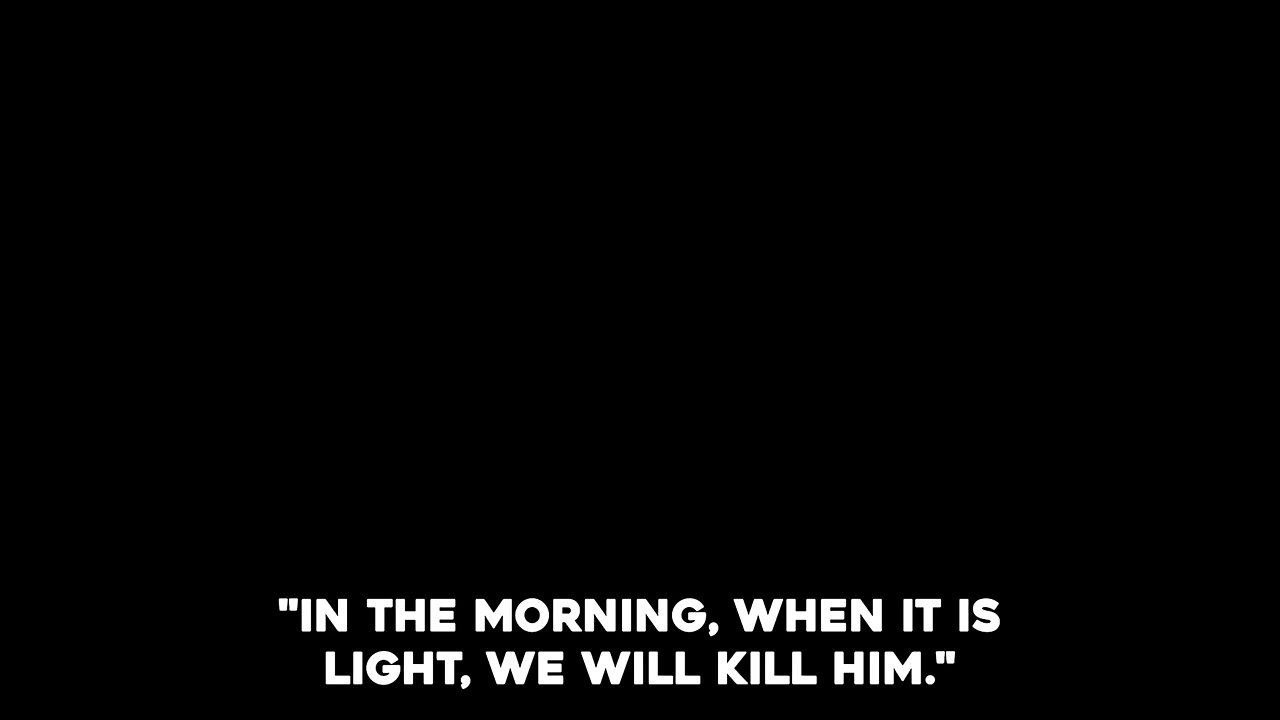 "IN THE MORNING, WHEN IT IS
LIGHT, WE WILL KILL HIM."